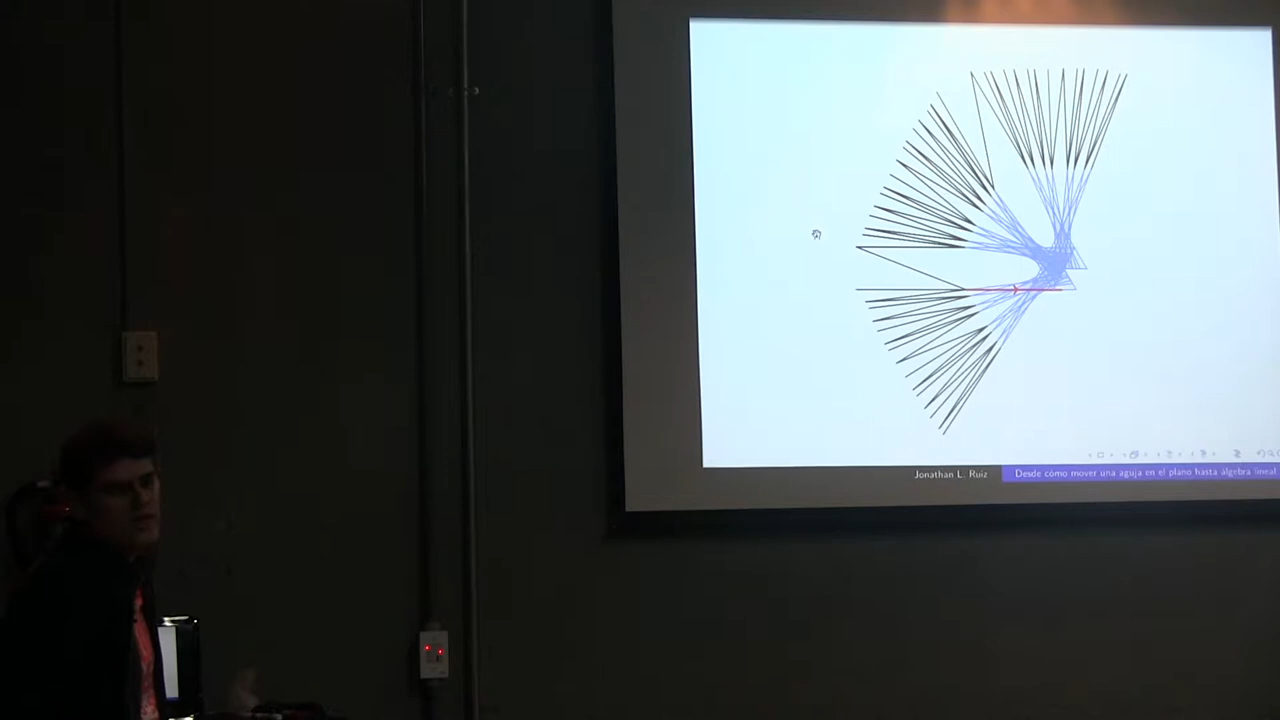 Jonathan L. Ruiz
Desde cómo mover una aguja en el plano hasta álgebra lineal